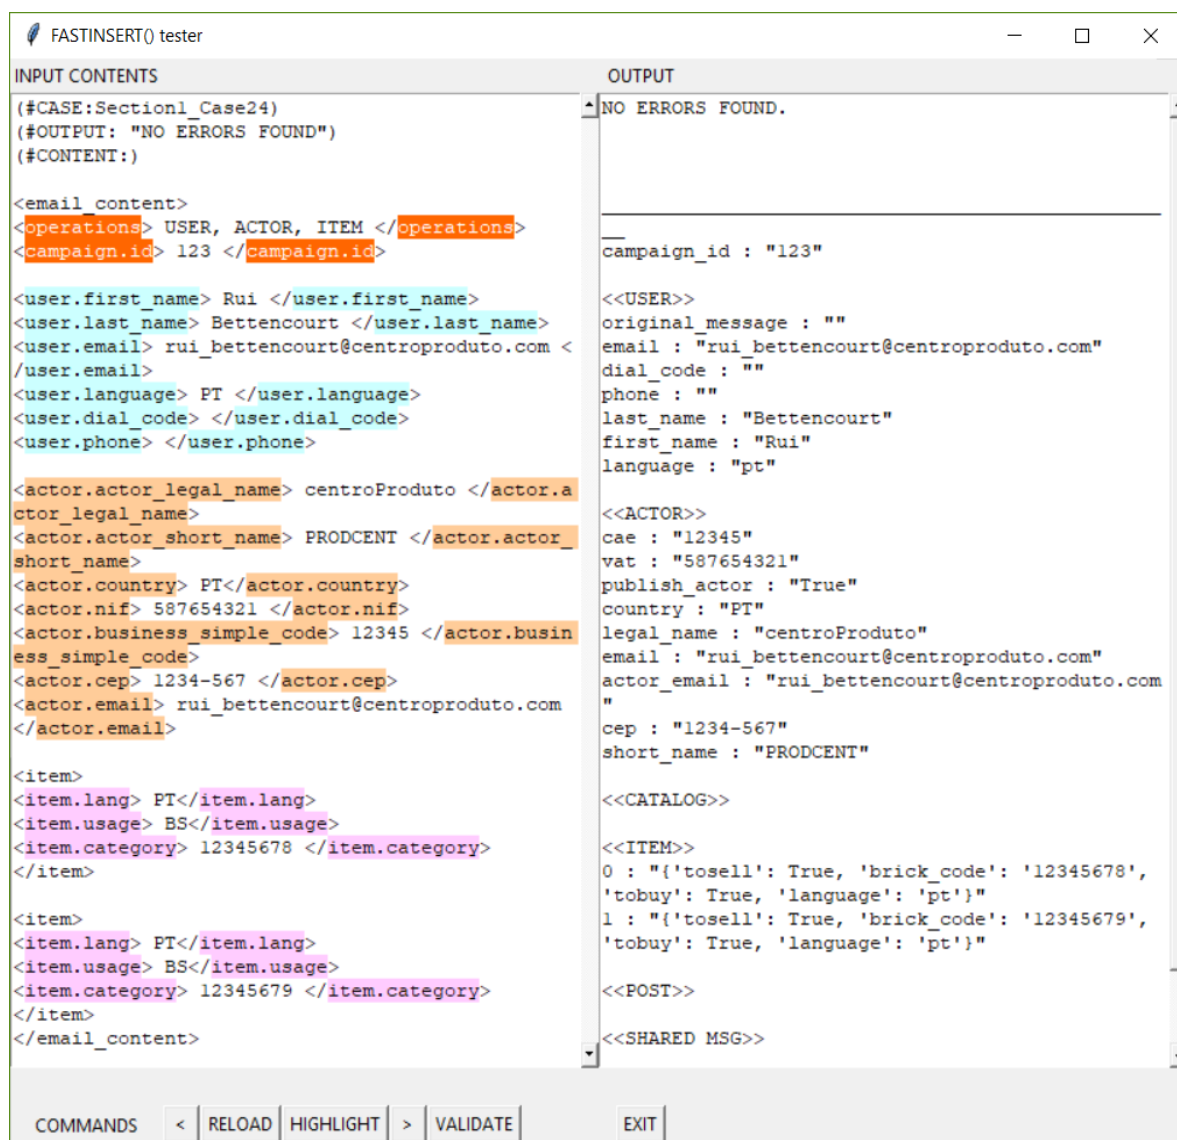 FASTINSERT() tester
INPUT CONTENTS
(#CASE:Section1_Case24)
(#OUTPUT: "NO ERRORS FOUND")
(#CONTENT:)
<email_content>
<operations> USER, ACTOR, ITEM </operations>
<campaign.id> 123 </campaign.id>
<user.first_name> Rui </user.first_name>
<user.last_name> Bettencourt </user.last_name>
<user.email> rui_bettencourt@centroproduto.com <
/user.email>
<user.language> PT </user.language>
<user.dial_code> </user.dial_code>
<user.phone> </user.phone>
<actor.actor_legal_name> centroProduto </actor.a
ctor_legal_name>
<actor.actor_short_name> PRODCENT </actor.actor_
short_name>
<actor.country> PT</actor.country>
<actor.nif> 587654321 </actor.nif>
<actor.business_simple_code> 12345 </actor.busin
ess_simple_code>
<actor.cep> 1234-567 </actor.cep>
<actor.email> rui_bettencourt@centroproduto.com
</actor.email>
<item>
<item.lang> PT</item.lang>
<item.usage> BS</item.usage>
<item.category> 12345678 </item.category>
</item>
<item>
<item.lang> PT</item.lang>
<item.usage> BS</item.usage>
<item.category> 12345679 </item.category>
</item>
</email_content>
OUTPUT
NO ERRORS FOUND.
campaign_id : "123"
<<USER>>
original_message : ""
email : "rui_bettencourt@centroproduto.com"
dial_code : ""
phone : ""
last_name : "Bettencourt"
first_name : "Rui"
language : "pt"
<<ACTOR>>
cae : "12345"
vat : "587654321"
publish_actor : "True"
country : "PT"
legal_name : "centroProduto"
email : "rui_bettencourt@centroproduto.com"
actor_email : "rui_bettencourt@centroproduto.com
"
cep : "1234-567"
short_name : "PRODCENT"
<<CATALOG>>
<<ITEM>>
0 : "{'tosell': True, 'brick_code': '12345678',
'tobuy': True, 'language': 'pt'}"
1 : "{'tosell': True, 'brick_code': '12345679',
'tobuy': True, 'language': 'pt'}"
<<POST>>
<<SHARED MSG>>
COMMANDS < RELOAD HIGHLIGHT > VALIDATE EXIT